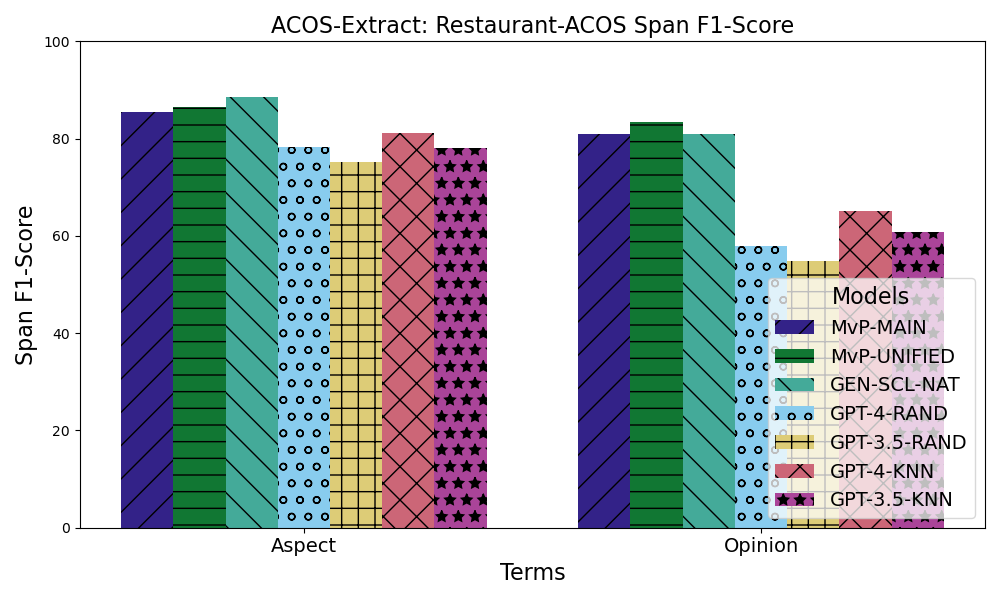 ACOS-Extract: Restaurant-ACOS Span F1-Score
100
80
60
40
20
0
Span F1-Score
Aspect
Opinion
Terms
Models
MvP-MAIN
MvP-UNIFIED
GEN-SCL-NAT
GPT-4-RAND
GPT-3.5-RAND
GPT-4-KNN
GPT-3.5-KNN